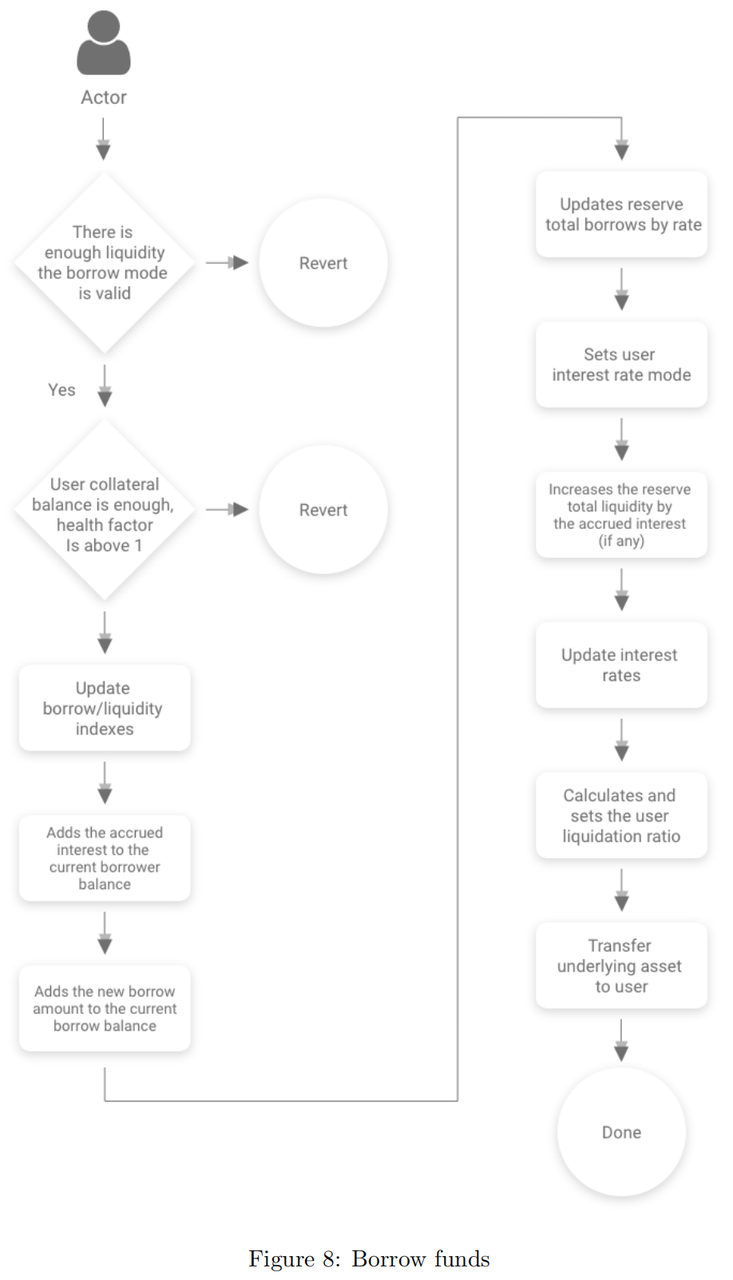 Actor
There is
enough liquidity
the borrow mode
is valid
Revert
Yes
User collateral
balance is enough,
health factor
Is above 1
Revert
Update
borrow/liquidity
indexes
Adds the accrued
interest to the
current borrower
balance
Adds the new borrow
amount to the current
borrow balance
Updates reserve
total borrows by rate
Sets user
interest rate mode
Increases the reserve
total liquidity by
the accrued interest
(if any)
Update interest
rates
Calculates and
sets the user
liquidation ratio
Transfer
underlying asset
to user
Done
Figure 8: Borrow funds